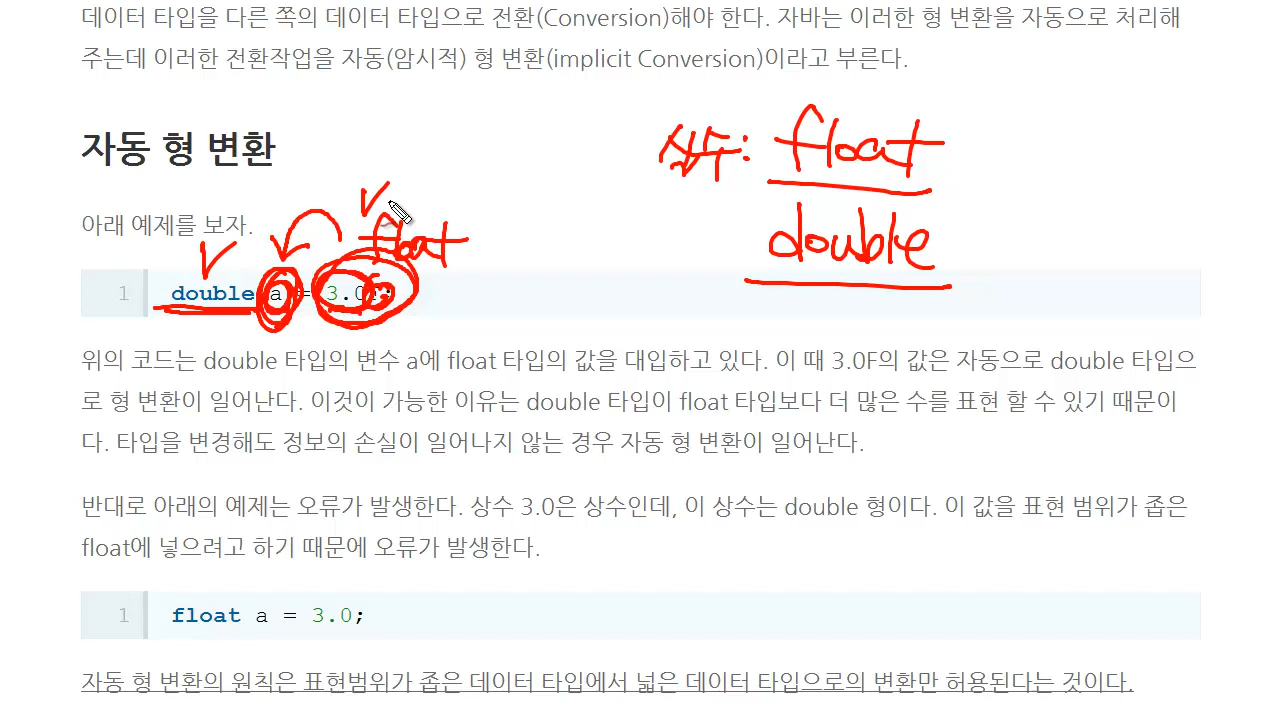 데이터 타입을 다른 쪽의 데이터 타입으로 전환(Conversion)해야 한다. 자바는 이러한 형 변환을 자동으로 처리해
주는데 이러한 전환작업을 자동(암시적) 형 변환(implicit Conversion)이라고 부른다.
자동 형 변환
상수: float
double
아래 예제를 보자.
float
1 double a = 3.0F;
위의 코드는 double 타입의 변수 a에 float 타입의 값을 대입하고 있다. 이 때 3.0F의 값은 자동으로 double 타입으
로 형 변환이 일어난다. 이것이 가능한 이유는 double 타입이 float 타입보다 더 많은 수를 표현 할 수 있기 때문이
다. 타입을 변경해도 정보의 손실이 일어나지 않는 경우 자동 형 변환이 일어난다.
반대로 아래의 예제는 오류가 발생한다. 상수 3.0은 상수인데, 이 상수는 double 형이다. 이 값을 표현 범위가 좁은
float에 넣으려고 하기 때문에 오류가 발생한다.
1 float a = 3.0;
자동 형 변환의 원칙은 표현범위가 좁은 데이터 타입에서 넓은 데이터 타입으로의 변환만 허용된다는 것이다.